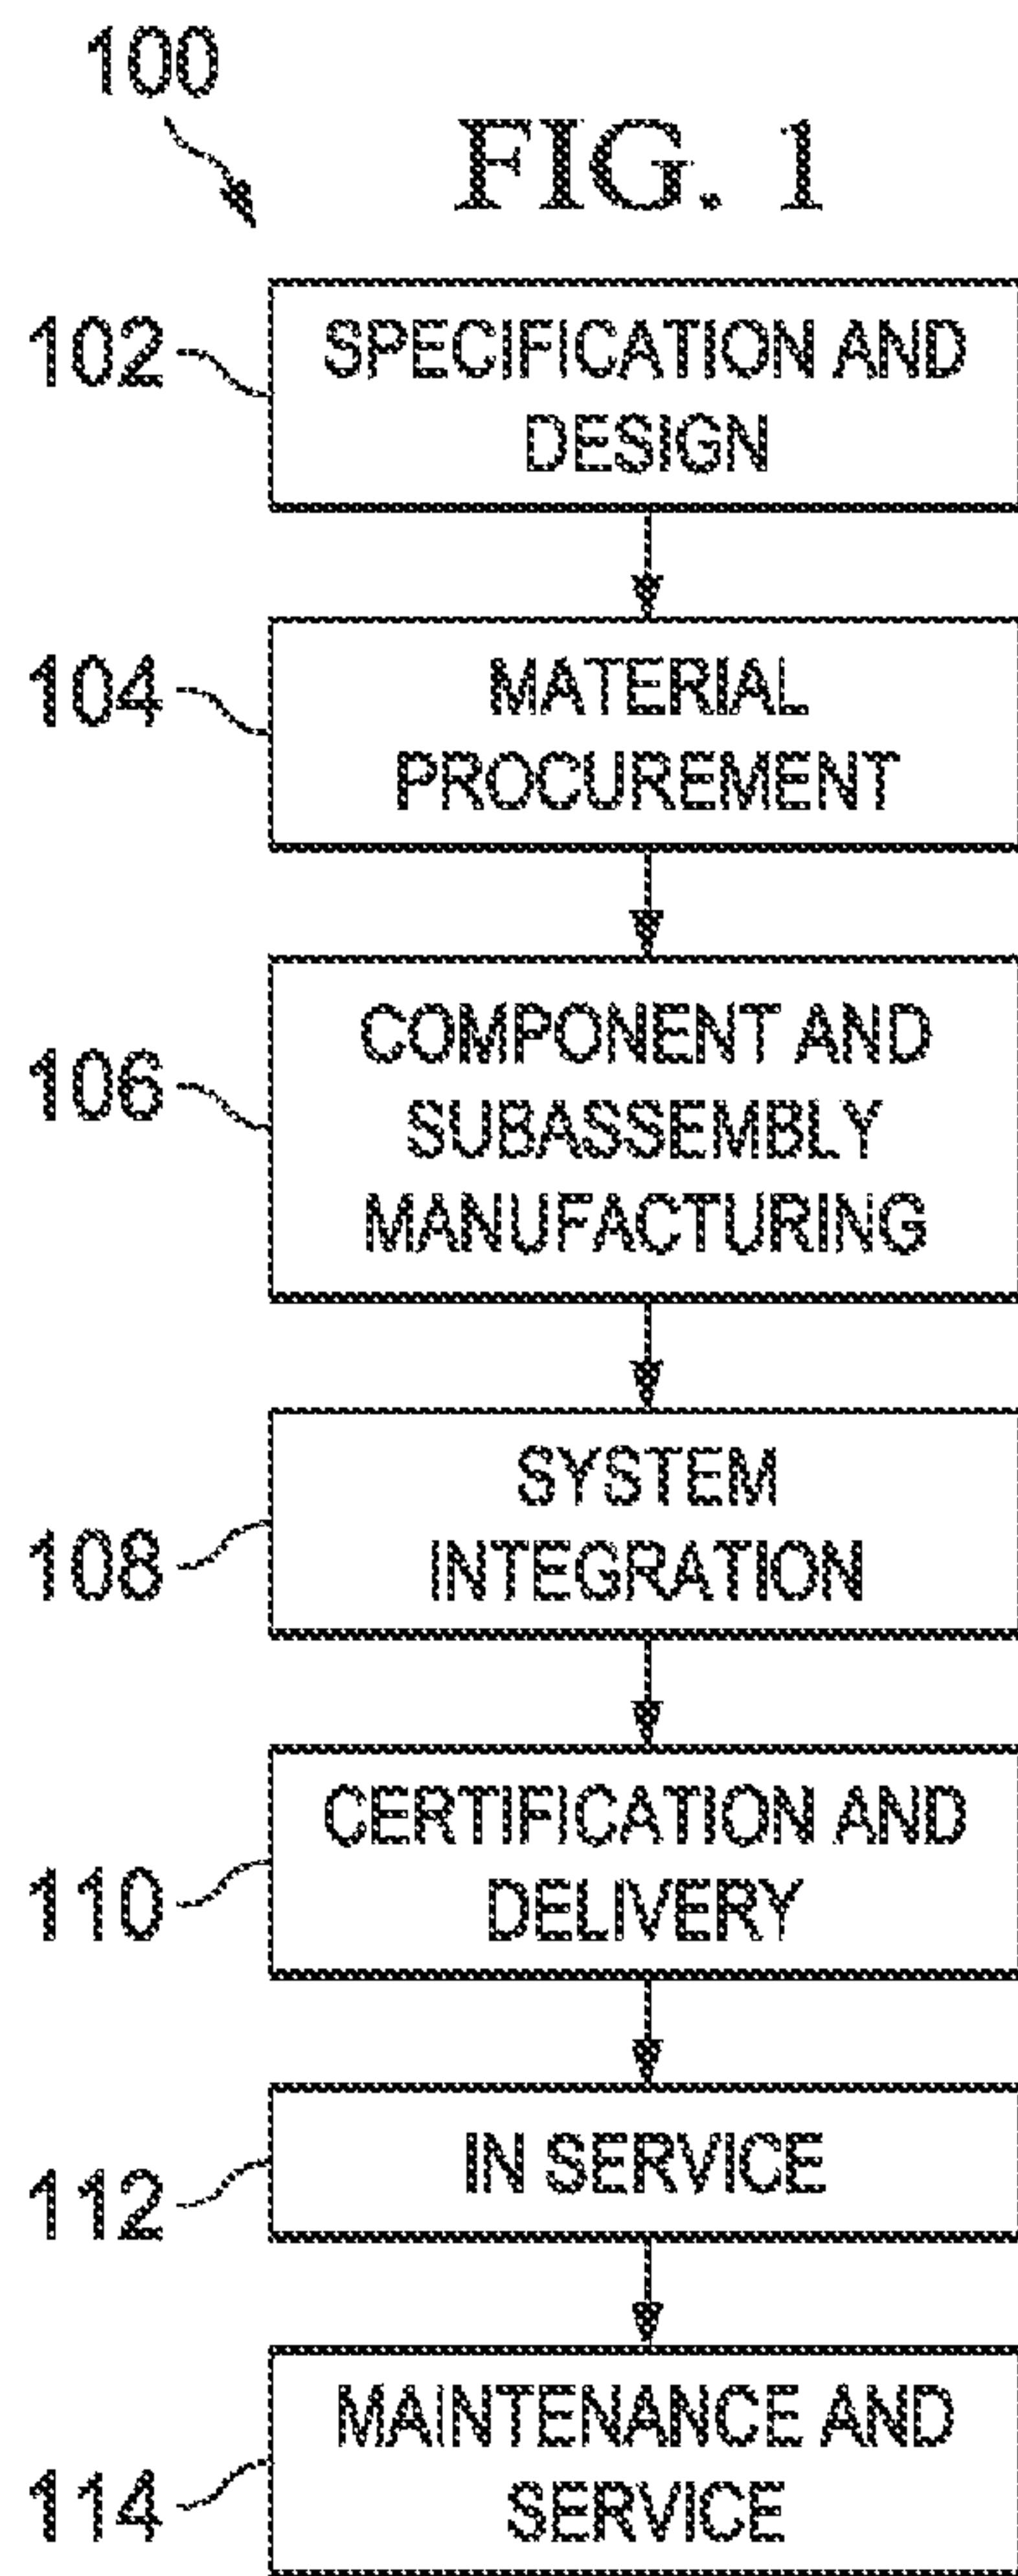 100
FIG. 1
102
SPECIFICATION AND
DESIGN
104
MATERIAL
PROCUREMENT
106
COMPONENT AND
SUBASSEMBLY
MANUFACTURING
108
SYSTEM
INTEGRATION
110
CERTIFICATION AND
DELIVERY
112
IN SERVICE
114
MAINTENANCE AND
SERVICE